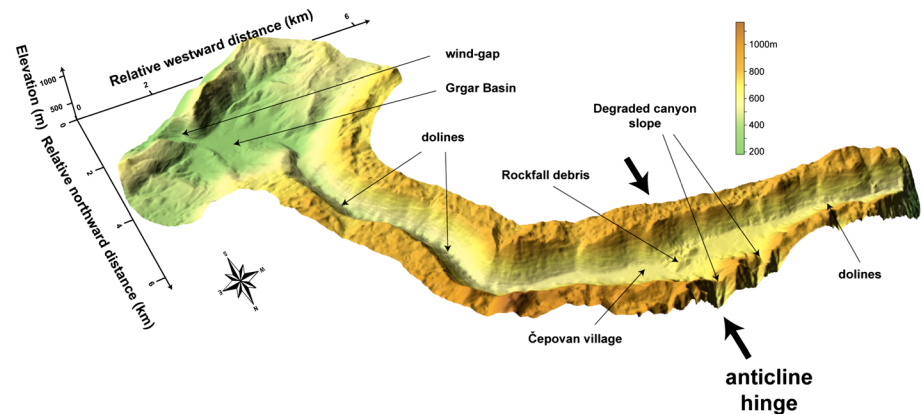 Relative westward distance (km)
6
2
0
Elevation (m)
1000
500
0
Relative northward distance (km)
2
4
6
wind-gap
Grgar Basin
dolines
Rockfall debris
Degraded canyon
slope
1000m
800
600
400
200
dolines
Čepovan village
anticline
hinge
S
W
E
N